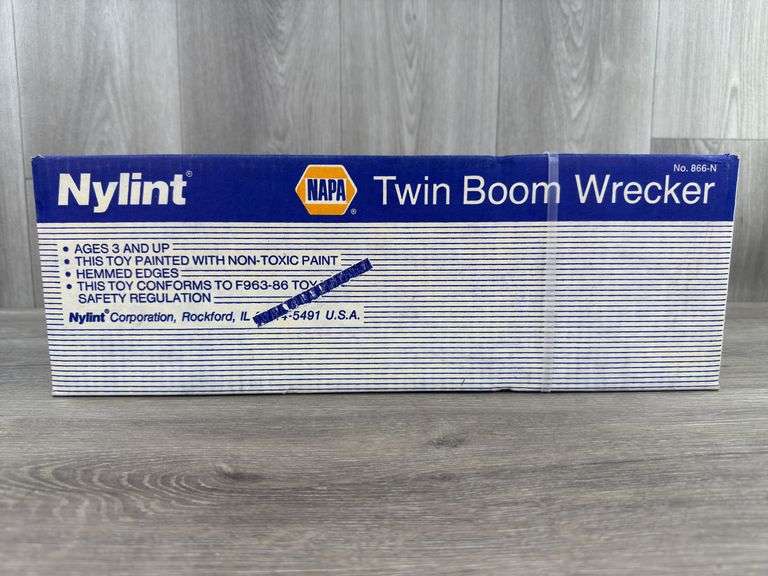 No. 866-N
Nylint® NAPA® Twin Boom Wrecker
• AGES 3 AND UP
• THIS TOY PAINTED WITH NON-TOXIC PAINT
• HEMMED EDGES
• THIS TOY CONFORMS TO F963-86 TOY
SAFETY REGULATION
Nylint® Corporation, Rockford, IL 4-5491 U.S.A.